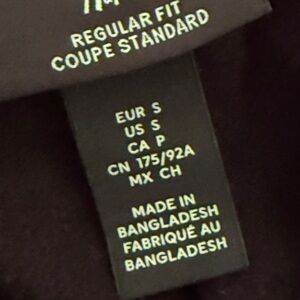 REGULAR FIT
COUPE STANDARD
EUR S
US S
CA P
CN 175/92A
MX CH
MADE IN
BANGLADESH
FABRIQUÉ AU
BANGLADESH